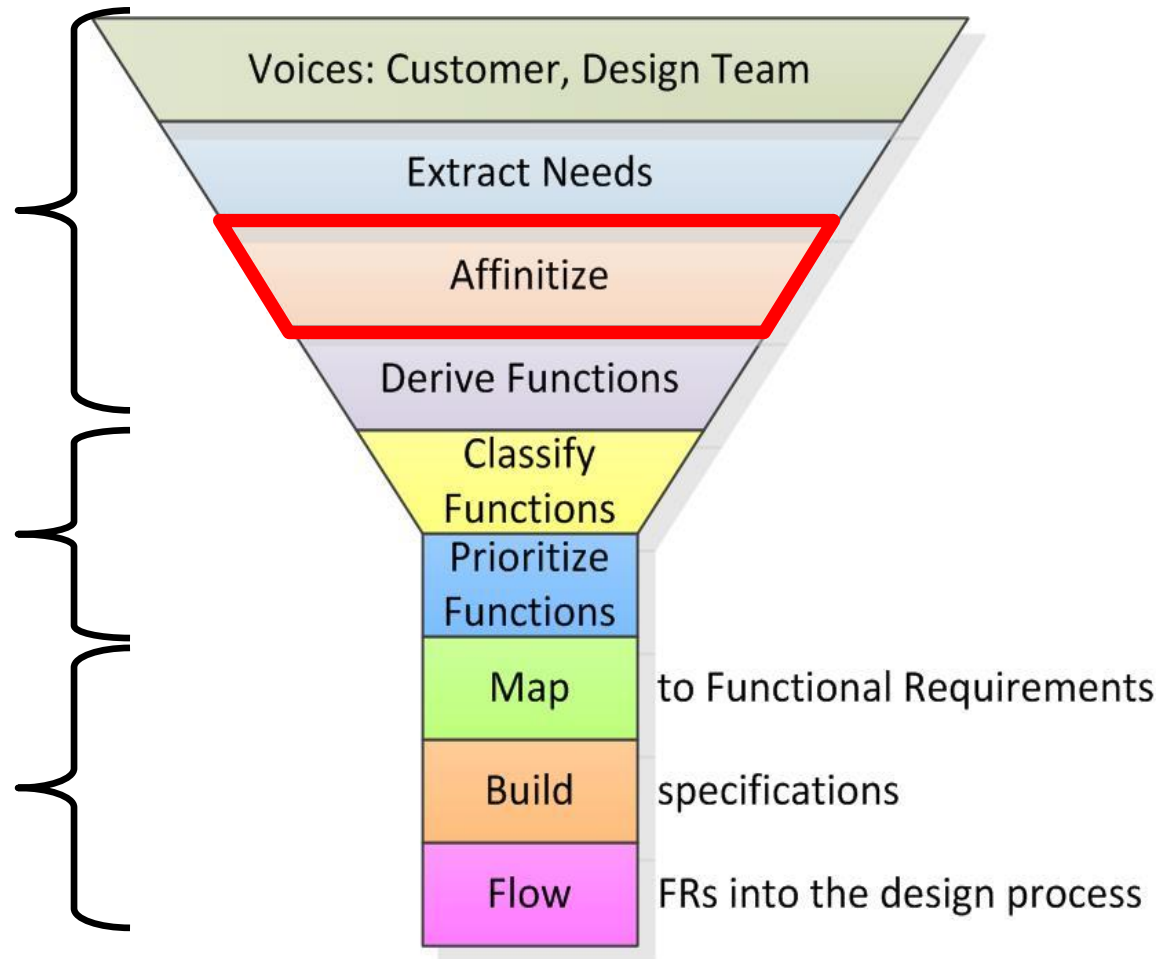 Voices: Customer, Design Team
Extract Needs
Affinitize
Derive Functions
Classify
Functions
Prioritize
Functions
Map to Functional Requirements
Build specifications
Flow FRs into the design process